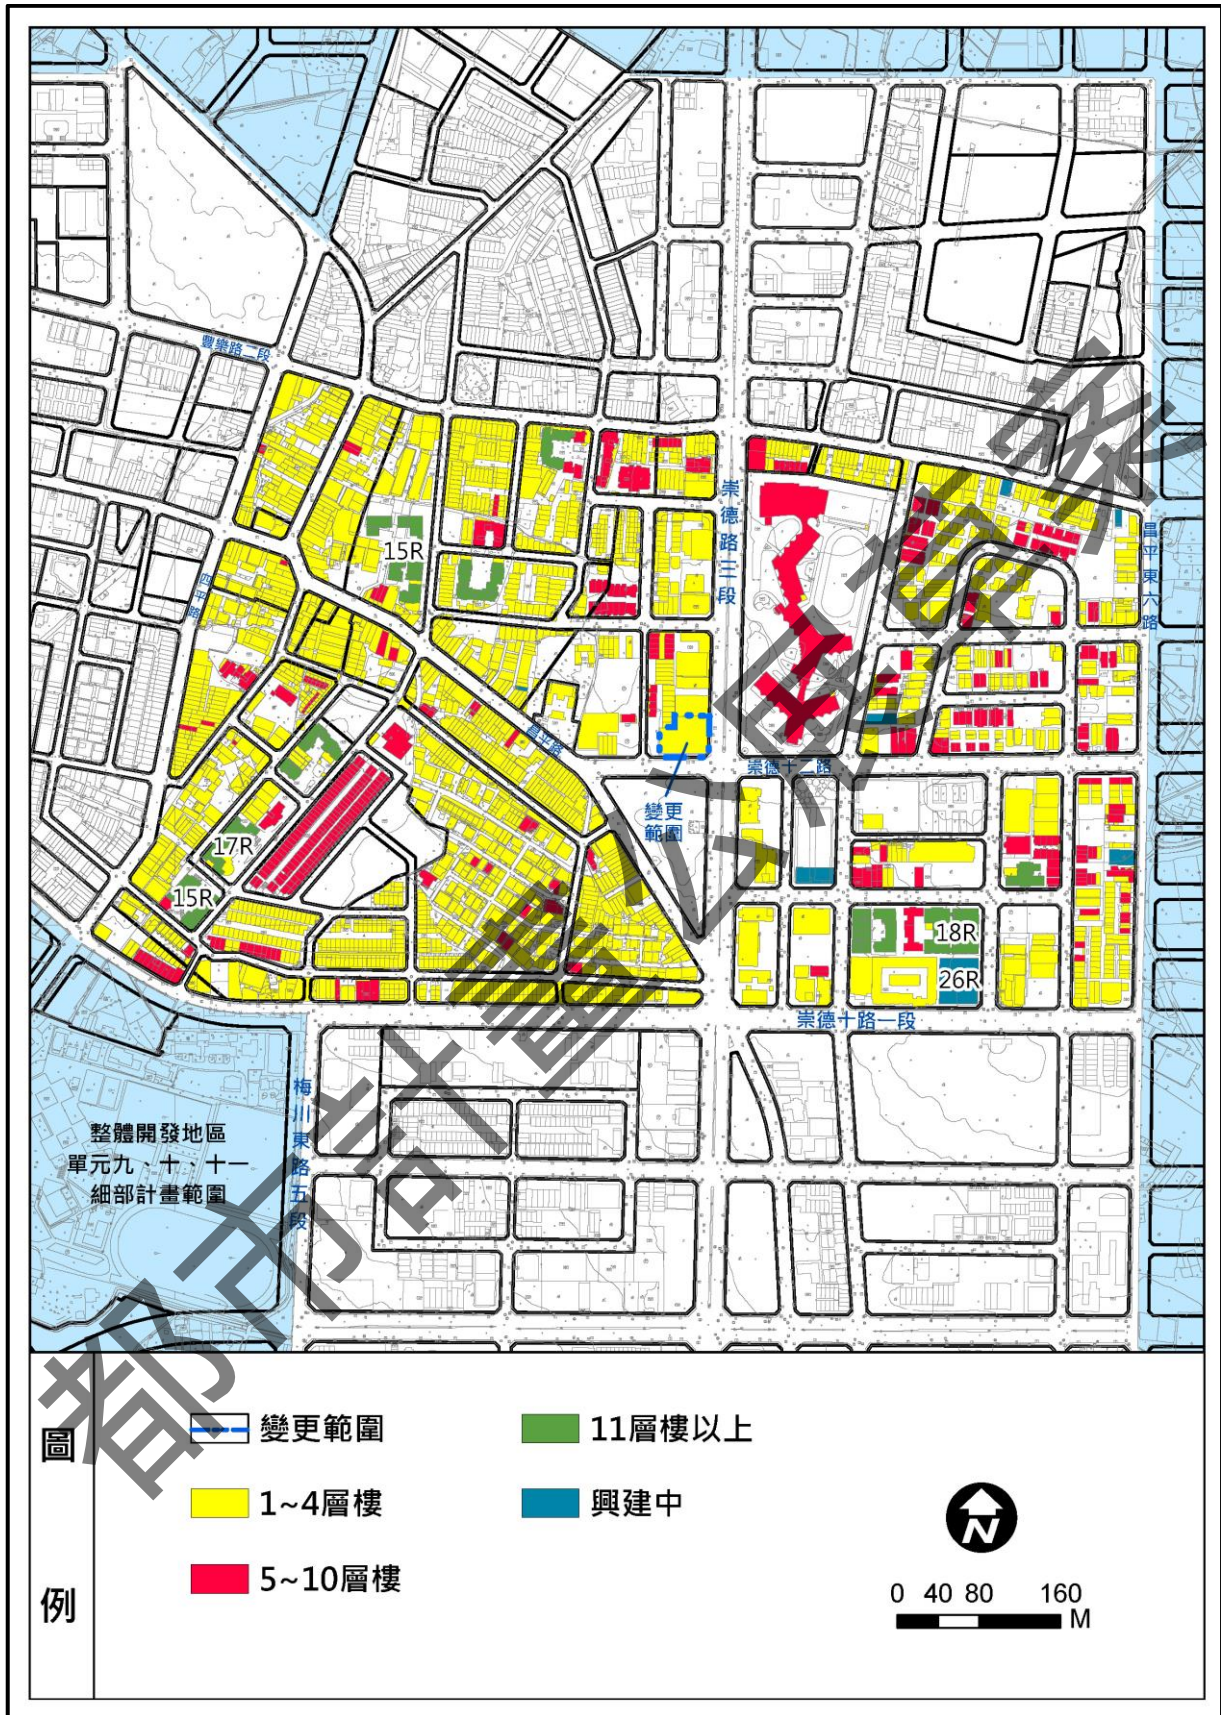 豐樂路二段
崇德路三段
昌平東六路
四平路
15R
昌平路
崇德十二路
變更
範圍
17R
15R
18R
26R
崇德十路一段
梅川東路五段
整體開發地區
單元九、十、十一
細部計畫範圍
都市計畫公展草案
圖例
變更範圍
11層樓以上
1~4層樓
興建中
5~10層樓
N
0 40 80 160
M